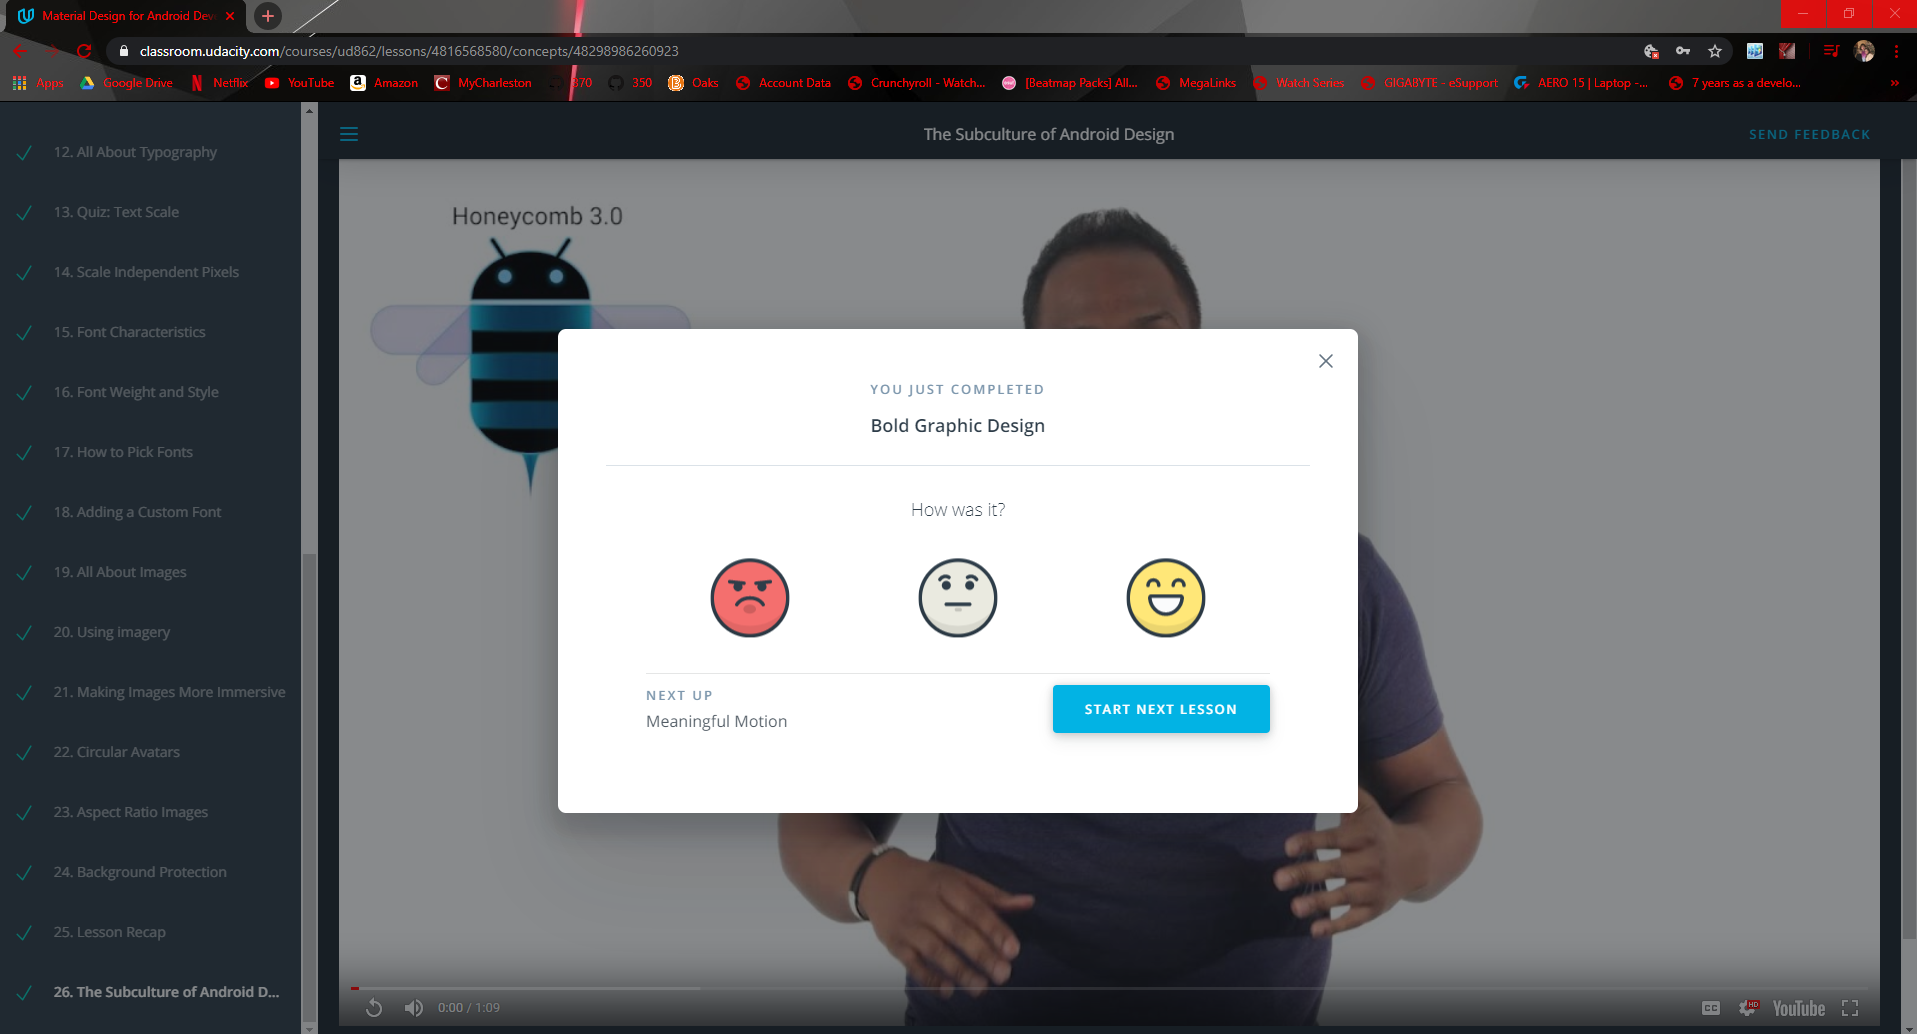 Material Design for Android Dev
classroom.udacity.com/courses/ud862/lessons/4816568580/concepts/48298986260923
Apps Google Drive Netflix YouTube Amazon MyCharleston 370 350 Oaks Account Data Crunchyroll - Watch... [Beatmap Packs] All... MegaLinks Watch Series GIGABYTE - eSupport AERO 15 | Laptop -... 7 years as a develo... »
The Subculture of Android Design
SEND FEEDBACK
12. All About Typography
13. Quiz: Text Scale
14. Scale Independent Pixels
15. Font Characteristics
16. Font Weight and Style
17. How to Pick Fonts
18. Adding a Custom Font
19. All About Images
20. Using imagery
21. Making Images More Immersive
22. Circular Avatars
23. Aspect Ratio Images
24. Background Protection
25. Lesson Recap
26. The Subculture of Android D...
Honeycomb 3.0
YOU JUST COMPLETED
Bold Graphic Design
How was it?
NEXT UP
Meaningful Motion
START NEXT LESSON
0:00 / 1:09
CC HD YouTube